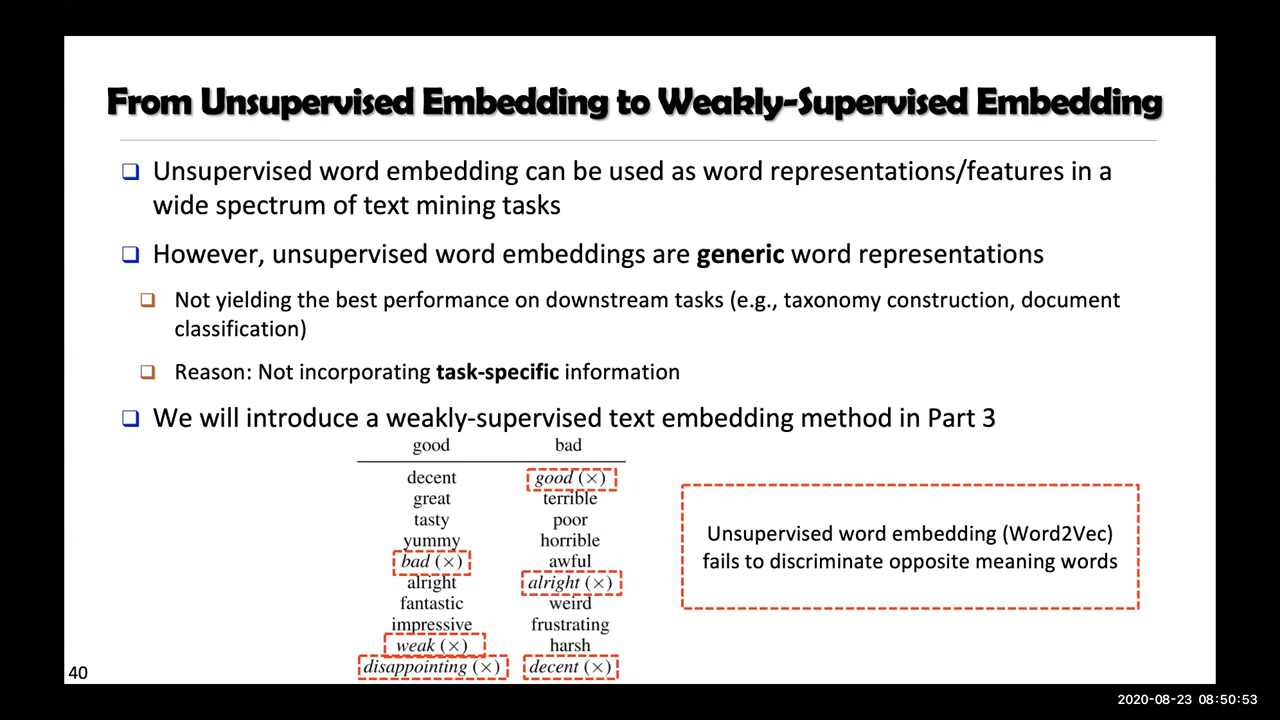 From Unsupervised Embedding to Weakly-Supervised Embedding
Unsupervised word embedding can be used as word representations/features in a
wide spectrum of text mining tasks
However, unsupervised word embeddings are generic word representations
Not yielding the best performance on downstream tasks (e.g., taxonomy construction, document
classification)
Reason: Not incorporating task-specific information
We will introduce a weakly-supervised text embedding method in Part 3
good bad
decent good (×)
great terrible
tasty poor
yummy horrible
bad (×) awful
alright alright (×)
fantastic weird
impressive frustrating
weak (×) harsh
disappointing (×) decent (×)
Unsupervised word embedding (Word2Vec)
fails to discriminate opposite meaning words
40
2020-08-23 08:50:53